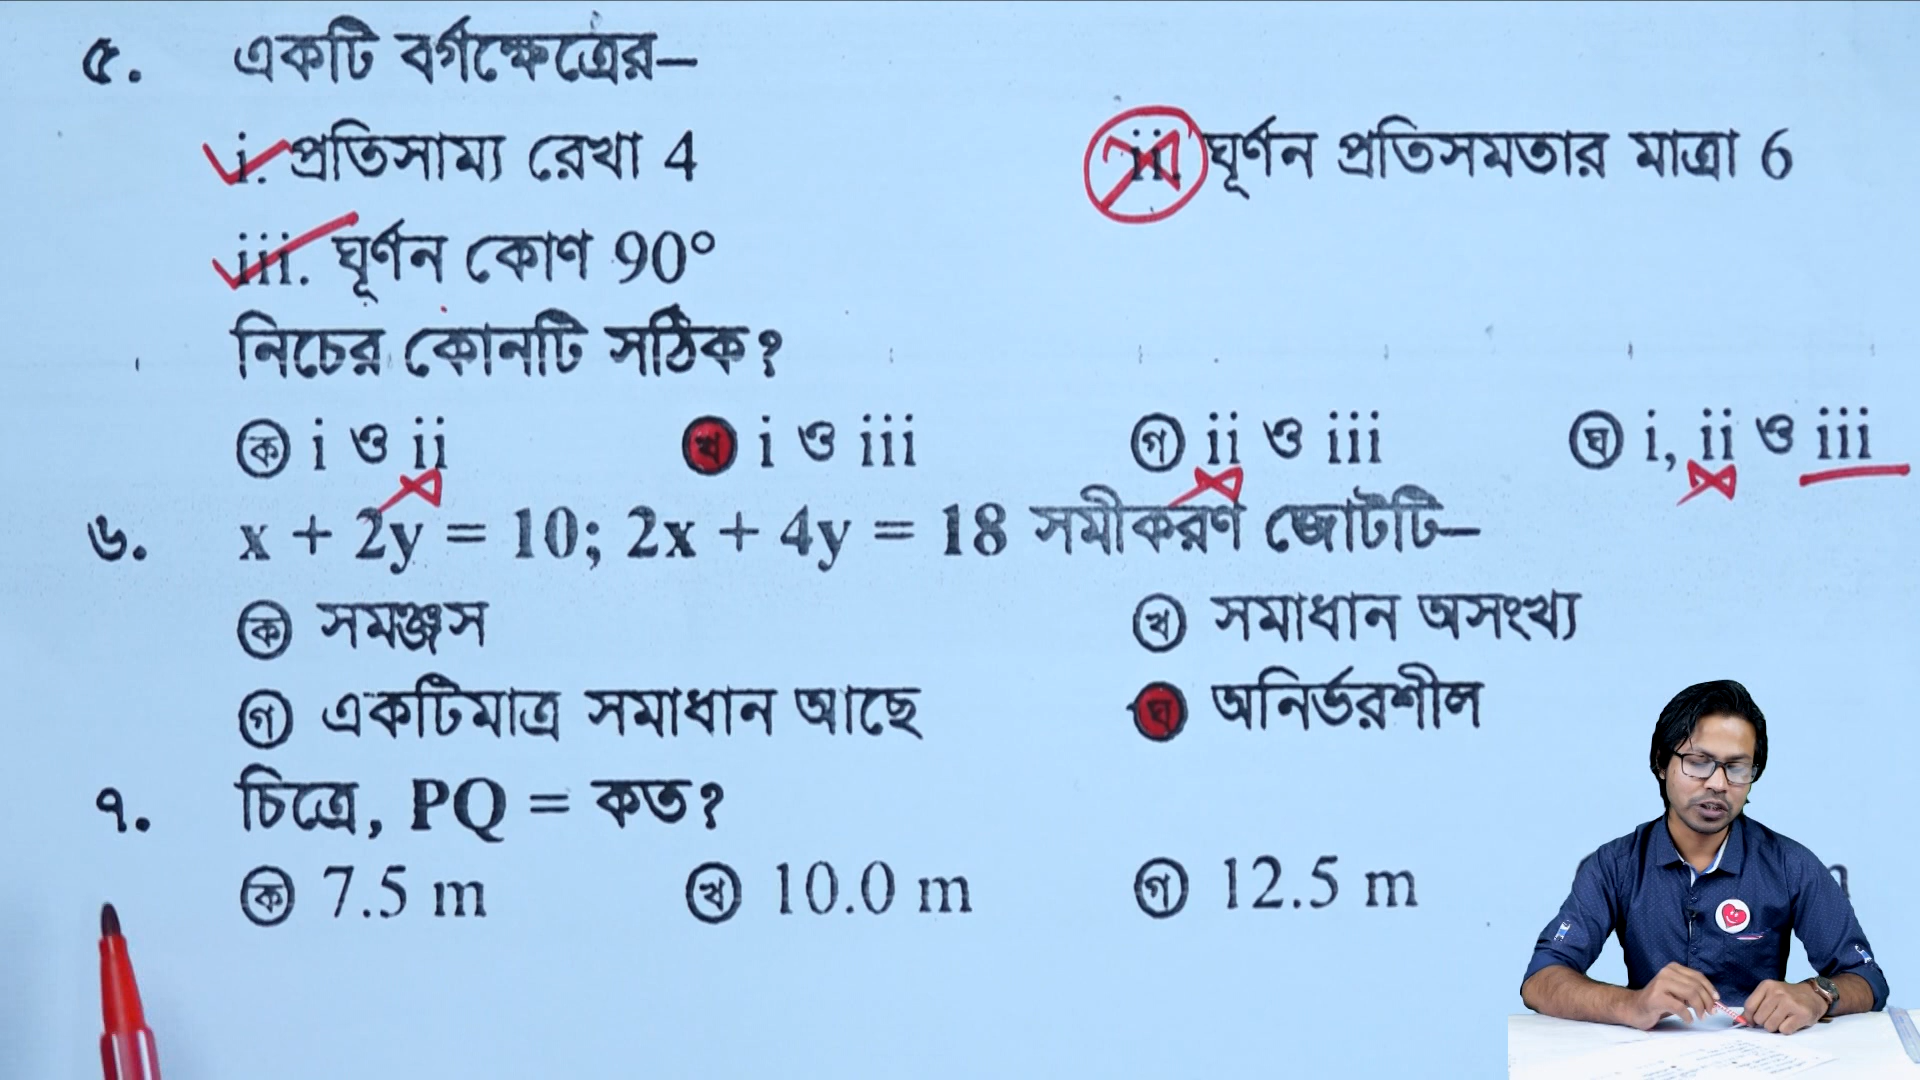 ৫. একটি বর্গক্ষেত্রের–
i. প্রতিসাম্য রেখা 4 ii. ঘূর্ণন প্রতিসমতার মাত্রা 6
iii. ঘূর্ণন কোণ 90°
নিচের কোনটি সঠিক?
ক i ও ii খ i ও iii গ ii ও iii ঘ i, ii ও iii
৬. x + 2y = 10; 2x + 4y = 18 সমীকরণ জোটটি–
ক সমঞ্জস খ সমাধান অসংখ্য
গ একটিমাত্র সমাধান আছে ঘ অনির্ভরশীল
৭. চিত্রে, PQ = কত?
ক 7.5 m খ 10.0 m গ 12.5 m